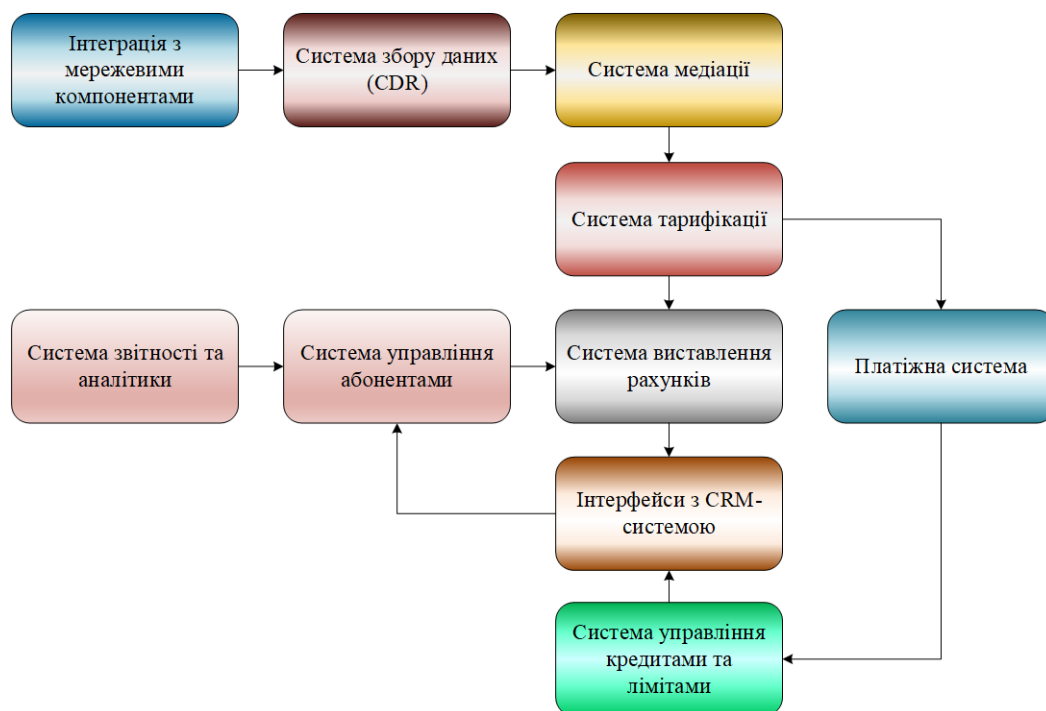 Інтеграція з
мережевими
компонентами
Система збору даних
(CDR)
Система медіації
Система тарифікації
Система звітності та
аналітики
Система управління
абонентами
Система виставлення
рахунків
Платіжна система
Інтерфейси з CRM-
системою
Система управління
кредитами та
лімітами